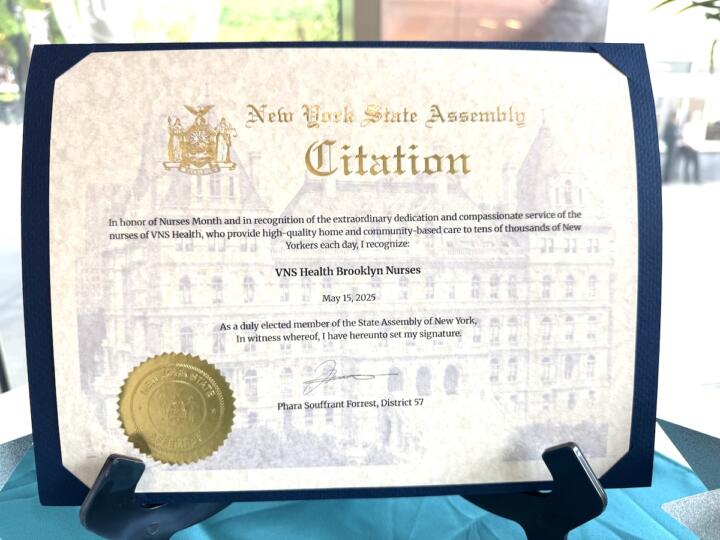 New York State Assembly
Citation
In honor of Nurses Month and in recognition of the extraordinary dedication and compassionate service of the
nurses of VNS Health, who provide high-quality home and community-based care to tens of thousands of New
Yorkers each day, I recognize:
VNS Health Brooklyn Nurses
May 15, 2025
As a duly elected member of the State Assembly of New York,
In witness whereof, I have hereunto set my signature.
Phara Souffrant Forrest, District 57
NEW YORK STATE
ASSEMBLY